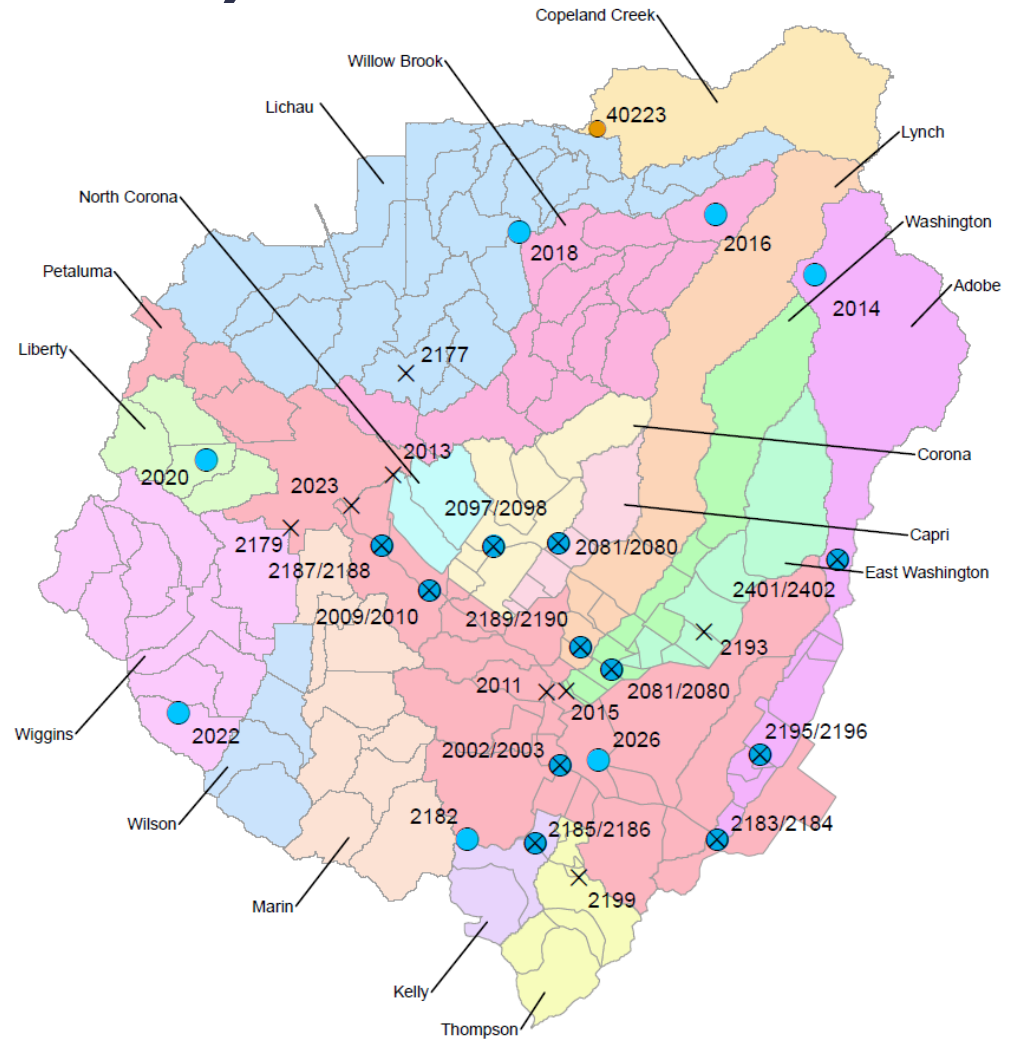 Copeland Creek
Willow Brook
Lichau
40223
Lynch
North Corona
Washington
2018
2016
Petaluma
Adobe
2014
Liberty
2177
2013
Corona
2020
2023
2097/2098
Capri
2179
2081/2080
2187/2188
East Washington
2401/2402
2009/2010
2189/2190
2193
2011
2081/2080
2015
2195/2196
Wiggins
2022
2026
2002/2003
Wilson
2182
2185/2186
2183/2184
2199
Marin
Kelly
Thompson